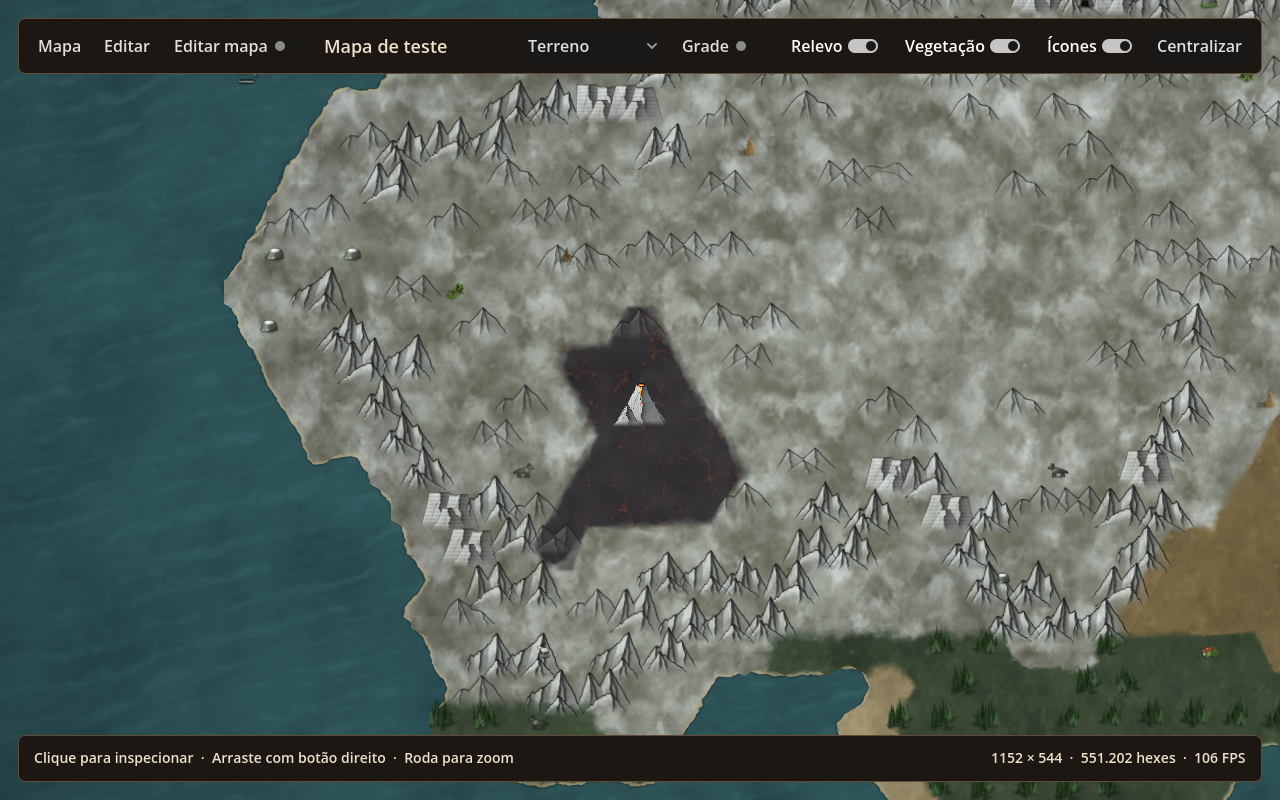 Mapa Editar Editar mapa Mapa de teste Terreno Grade Relevo Vegetação Ícones Centralizar
Clique para inspecionar · Arraste com botão direito · Roda para zoom 1152 × 544 · 551.202 hexes · 106 FPS